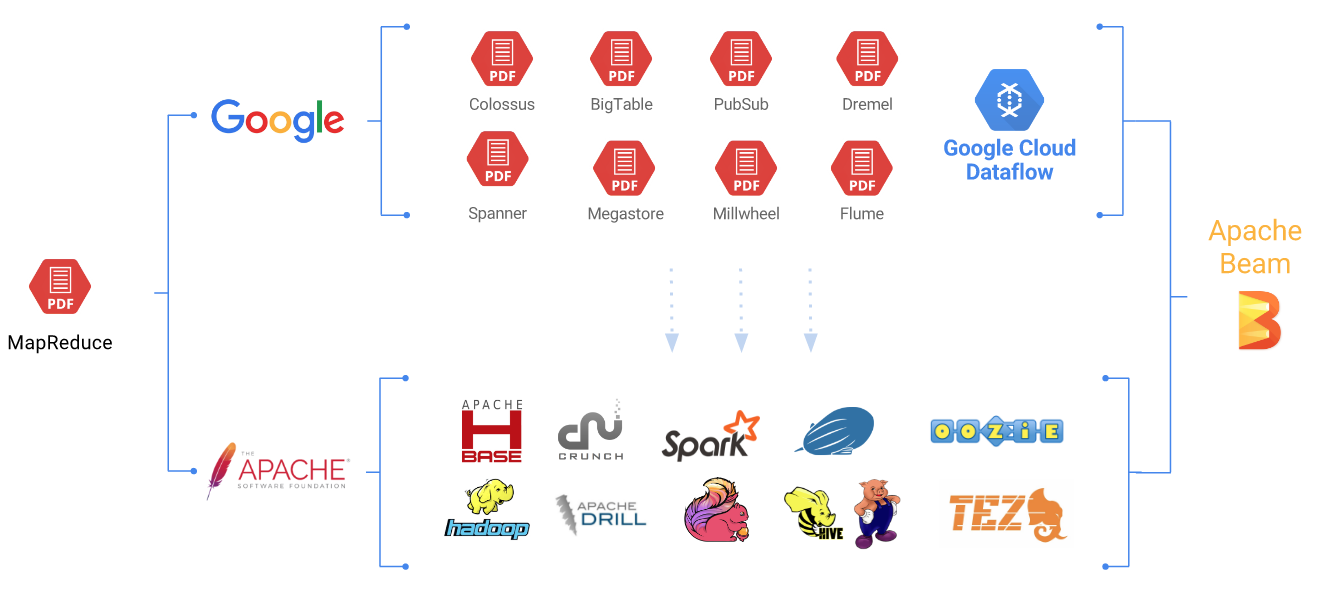 Google
PDF
PDF
PDF
PDF
Colossus
BigTable
PubSub
Dremel
PDF
PDF
PDF
PDF
Spanner
Megastore
Millwheel
Flume
Google Cloud
Dataflow
PDF
MapReduce
Apache
Beam
THE
APACHE
SOFTWARE FOUNDATION
APACHE
H
BASE
CRUNCH
Spark
OOZiE
hadoop
APACHE
DRILL
HIVE
TEZ